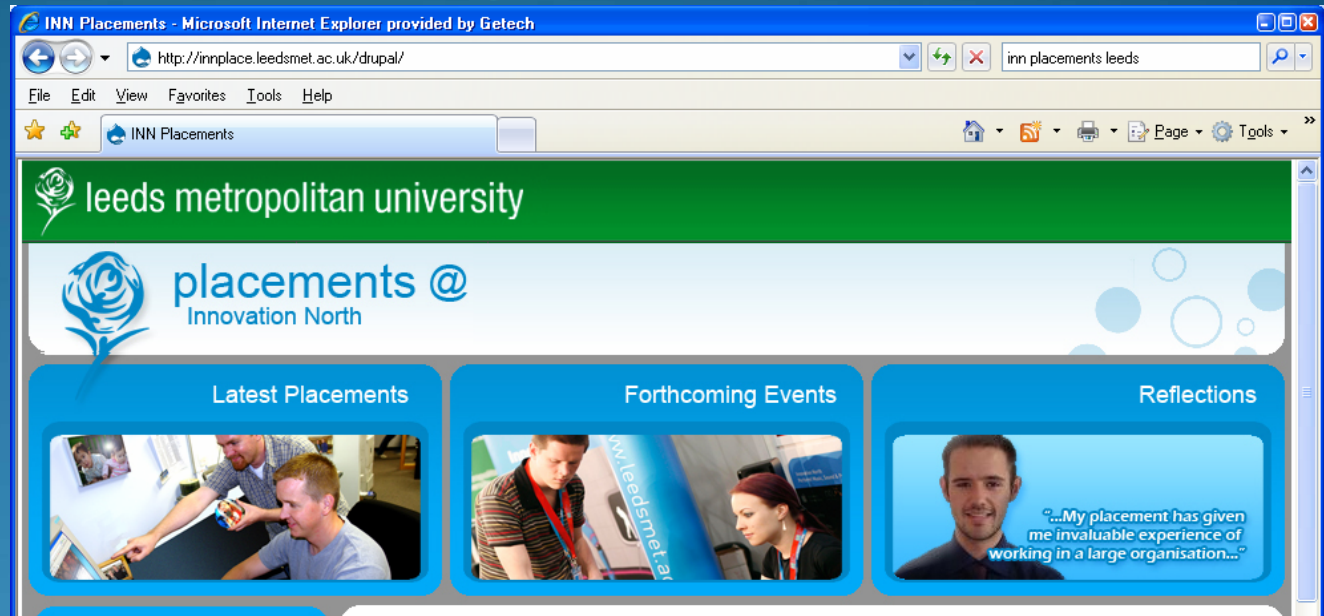 INN Placements - Microsoft Internet Explorer provided by Getech
http://innplace.leedsmet.ac.uk/drupal/
inn placements leeds
File Edit View Favorites Tools Help
INN Placements
Page Tools »
leeds metropolitan university
placements @
Innovation North
Latest Placements
Forthcoming Events
Reflections
w.leedsmet.ac
"...My placement has given
me invaluable experience of
working in a large organisation..."